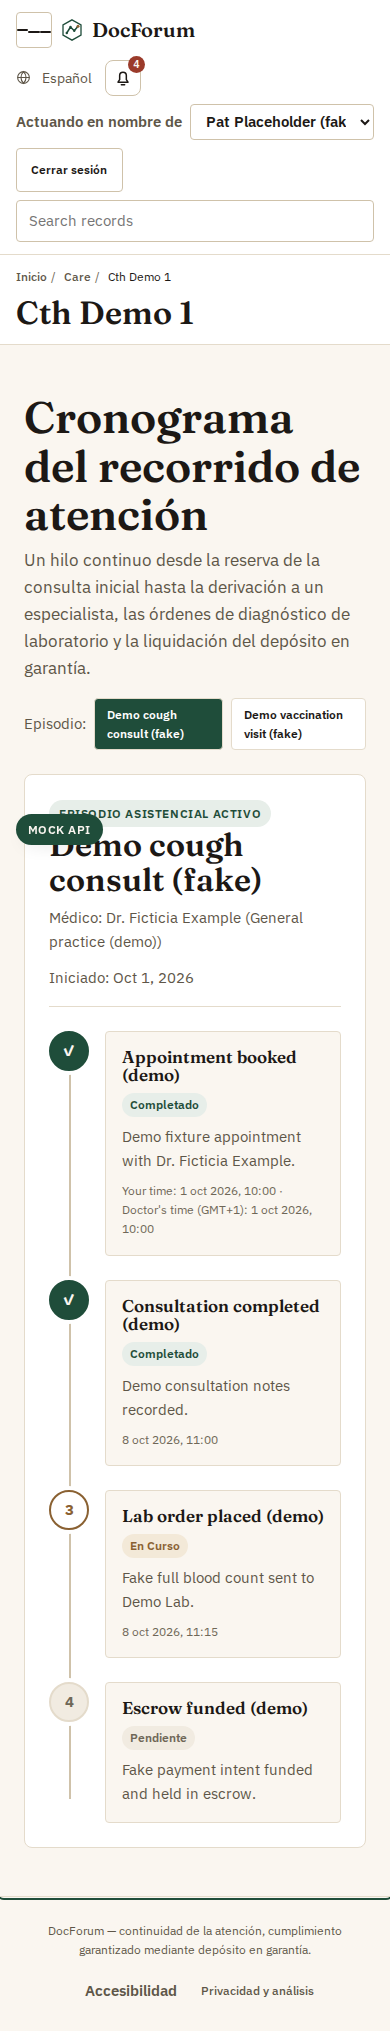 DocForum
Español
4
Actuando en nombre de
Pat Placeholder (fak
Cerrar sesión
Search records
Inicio / Care / Cth Demo 1
Cth Demo 1
Cronograma
del recorrido de
atención
Un hilo continuo desde la reserva de la
consulta inicial hasta la derivación a un
especialista, las órdenes de diagnóstico de
laboratorio y la liquidación del depósito en
garantía.
Episodio:
Demo cough
consult (fake)
Demo vaccination
visit (fake)
EPISODIO ASISTENCIAL ACTIVO
MOCK API
Demo cough
consult (fake)
Médico: Dr. Ficticia Example (General
practice (demo))
Iniciado: Oct 1, 2026
Appointment booked
(demo)
Completado
Demo fixture appointment
with Dr. Ficticia Example.
Your time: 1 oct 2026, 10:00 ·
Doctor's time (GMT+1): 1 oct 2026,
10:00
Consultation completed
(demo)
Completado
Demo consultation notes
recorded.
8 oct 2026, 11:00
3
Lab order placed (demo)
En Curso
Fake full blood count sent to
Demo Lab.
8 oct 2026, 11:15
4
Escrow funded (demo)
Pendiente
Fake payment intent funded
and held in escrow.
DocForum — continuidad de la atención, cumplimiento
garantizado mediante depósito en garantía.
Accesibilidad
Privacidad y análisis